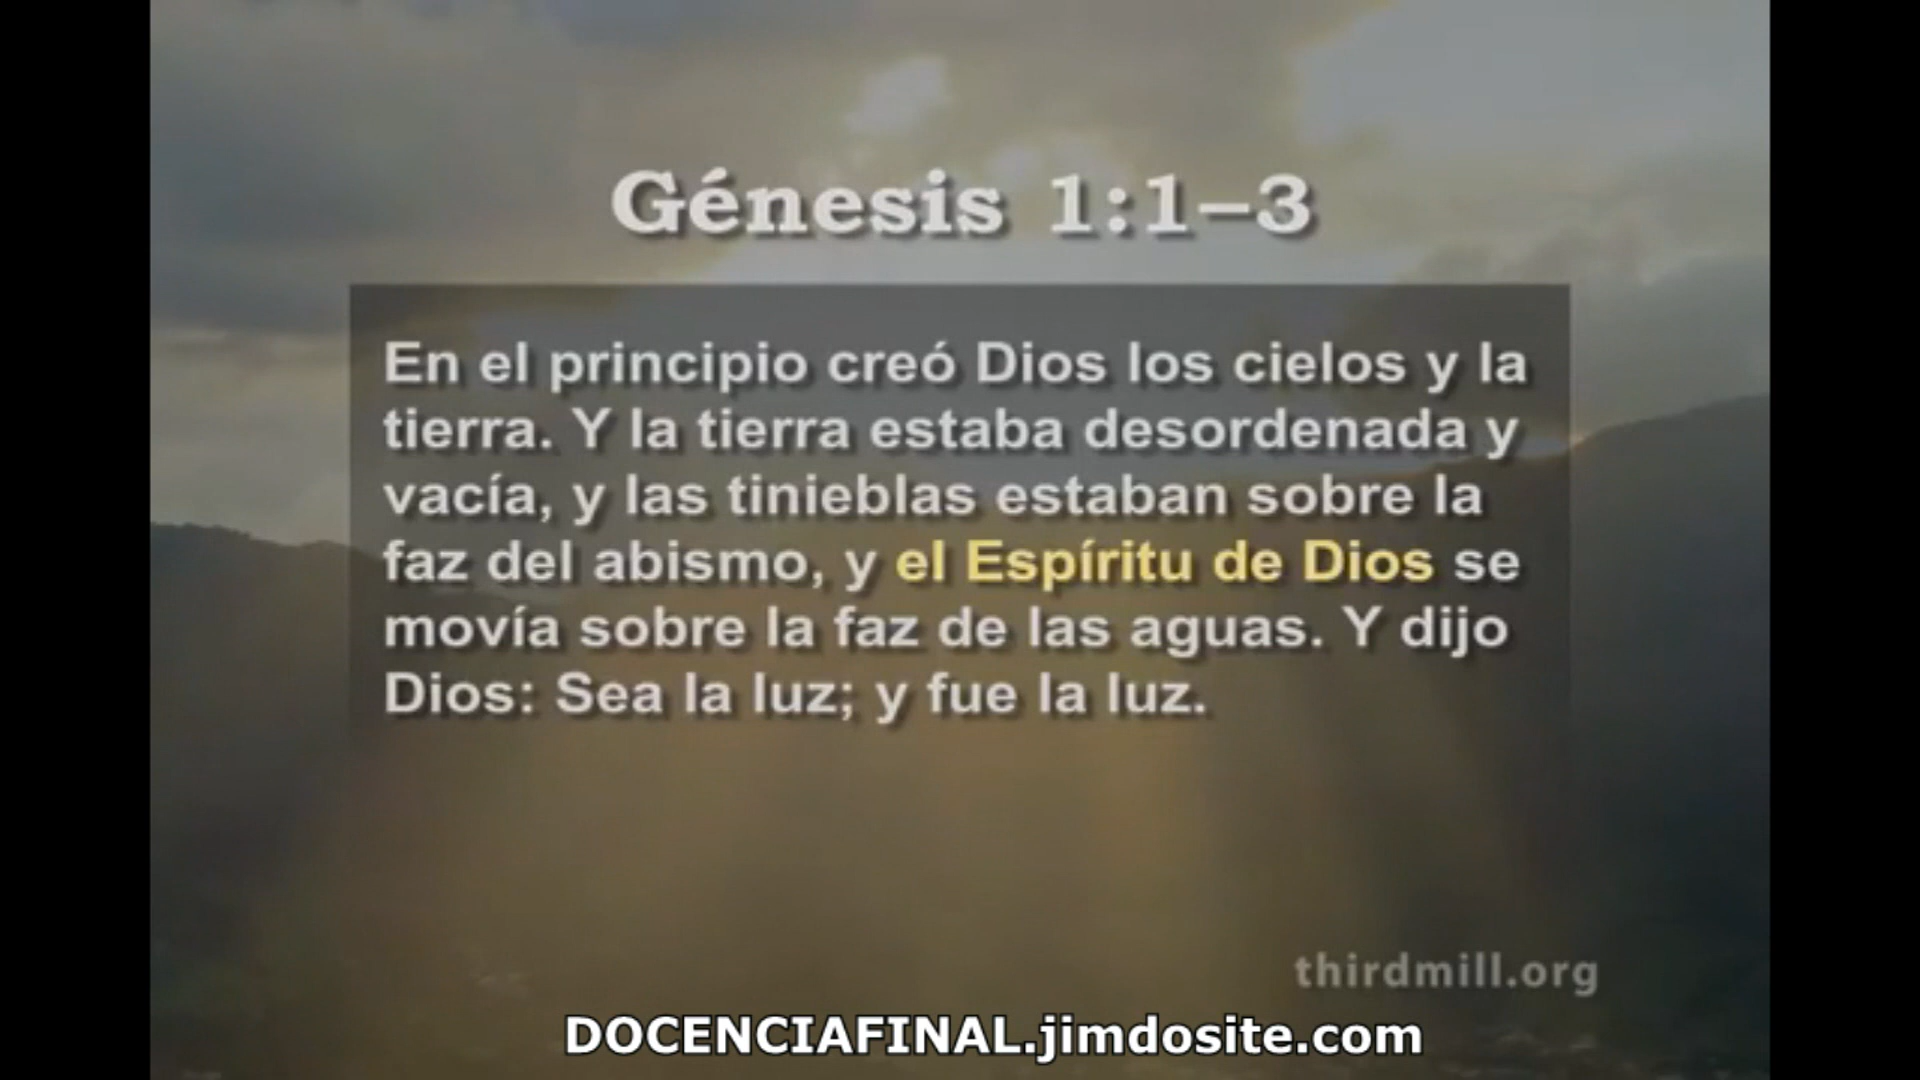 Génesis 1:1–3
En el principio creó Dios los cielos y la
tierra. Y la tierra estaba desordenada y
vacía, y las tinieblas estaban sobre la
faz del abismo, y el Espíritu de Dios se
movía sobre la faz de las aguas. Y dijo
Dios: Sea la luz; y fue la luz.
thirdmill.org
DOCENCIAFINAL.jimdosite.com